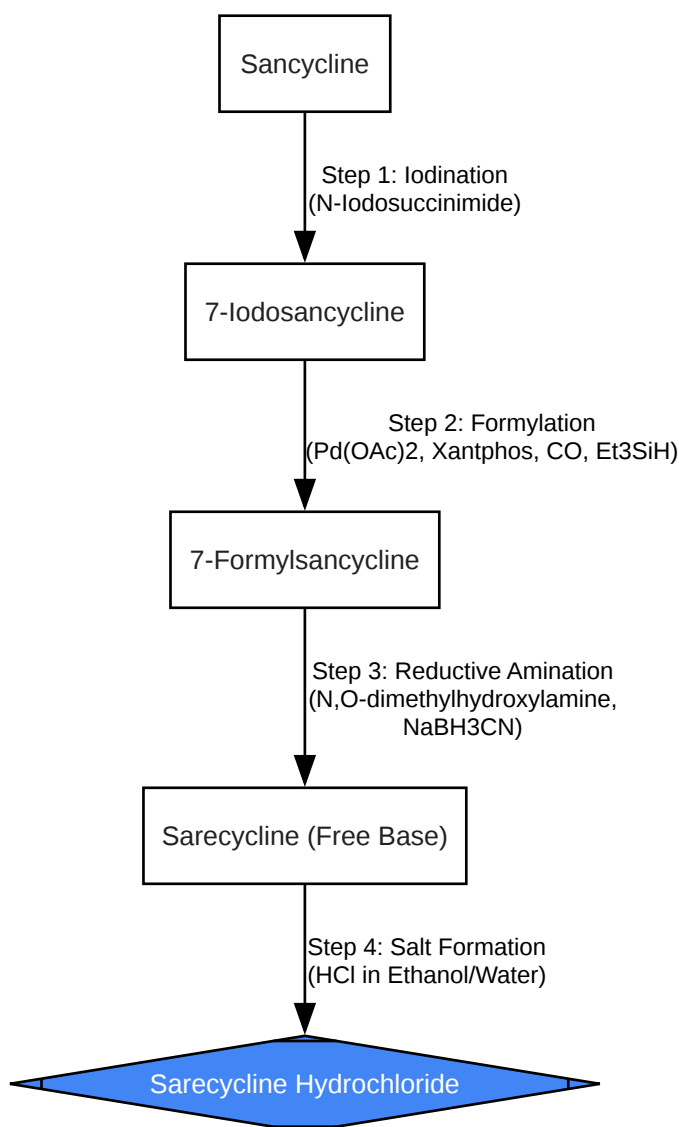 Sancycline
Step 1: Iodination
(N-Iodosuccinimide)
7-Iodosancycline
Step 2: Formylation
(Pd(OAc)2, Xantphos, CO, Et3SiH)
7-Formylsancycline
Step 3: Reductive Amination
(N,O-dimethylhydroxylamine,
NaBH3CN)
Sarecycline (Free Base)
Step 4: Salt Formation
(HCl in Ethanol/Water)
Sarecycline Hydrochloride